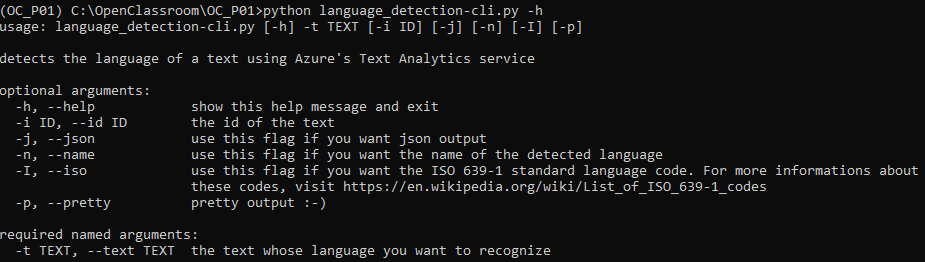 (OC_P01) C:\OpenClassroom\OC_P01>python language_detection-cli.py -h
usage: language_detection-cli.py [-h] -t TEXT [-i ID] [-j] [-n] [-I] [-p]
detects the language of a text using Azure's Text Analytics service
optional arguments:
-h, --help show this help message and exit
-i ID, --id ID the id of the text
-j, --json use this flag if you want json output
-n, --name use this flag if you want the name of the detected language
-I, --iso use this flag if you want the ISO 639-1 standard language code. For more informations about
these codes, visit https://en.wikipedia.org/wiki/List_of_ISO_639-1_codes
-p, --pretty pretty output :-)
required named arguments:
-t TEXT, --text TEXT the text whose language you want to recognize